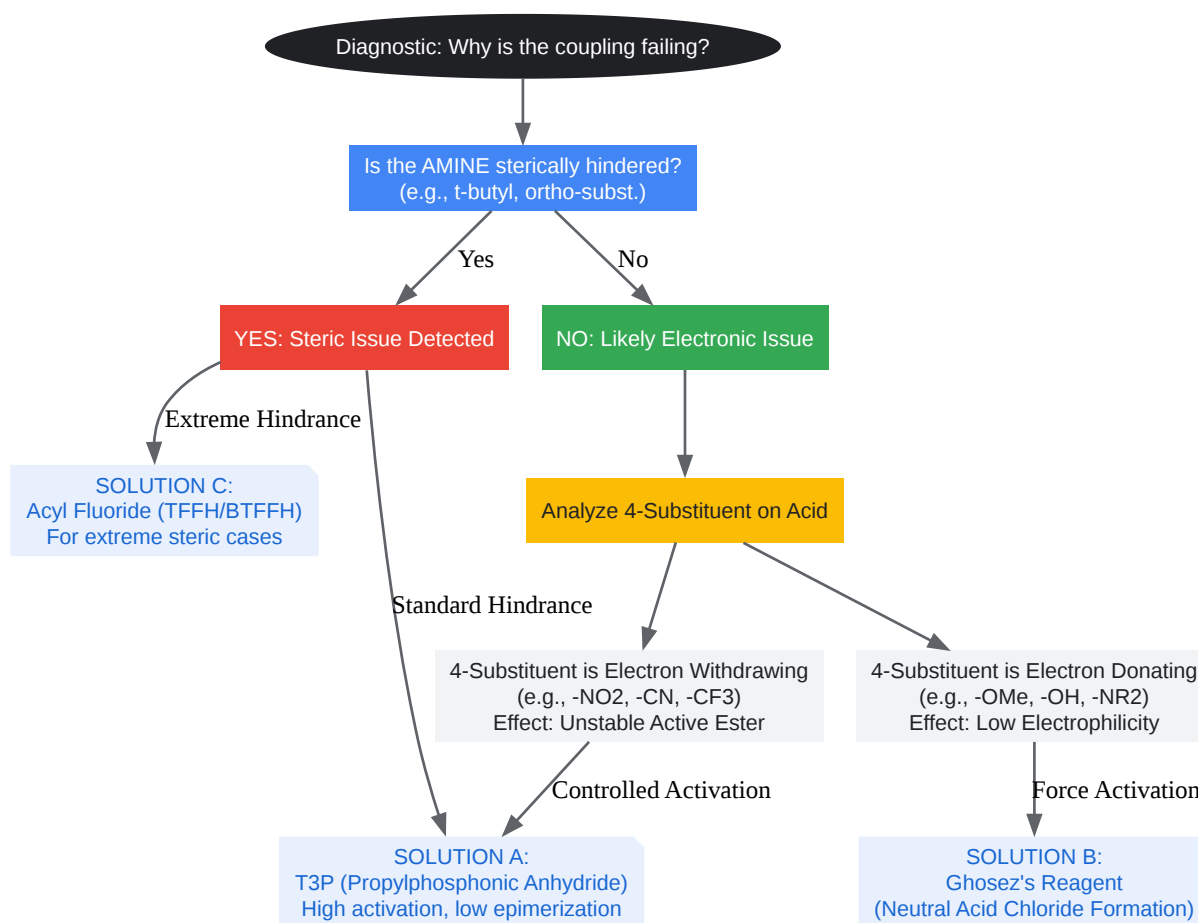 Diagnostic: Why is the coupling failing?
Is the AMINE sterically hindered?
(e.g., t-butyl, ortho-subst.)
Yes
No
YES: Steric Issue Detected
NO: Likely Electronic Issue
Extreme Hindrance
SOLUTION C:
Acyl Fluoride (TFFH/BTFFH)
For extreme steric cases
Analyze 4-Substituent on Acid
Standard Hindrance
4-Substituent is Electron Withdrawing
(e.g., -NO2, -CN, -CF3)
Effect: Unstable Active Ester
4-Substituent is Electron Donating
(e.g., -OMe, -OH, -NR2)
Effect: Low Electrophilicity
Controlled Activation
Force Activation
SOLUTION A:
T3P (Propylphosphonic Anhydride)
High activation, low epimerization
SOLUTION B:
Ghosez's Reagent
(Neutral Acid Chloride Formation)